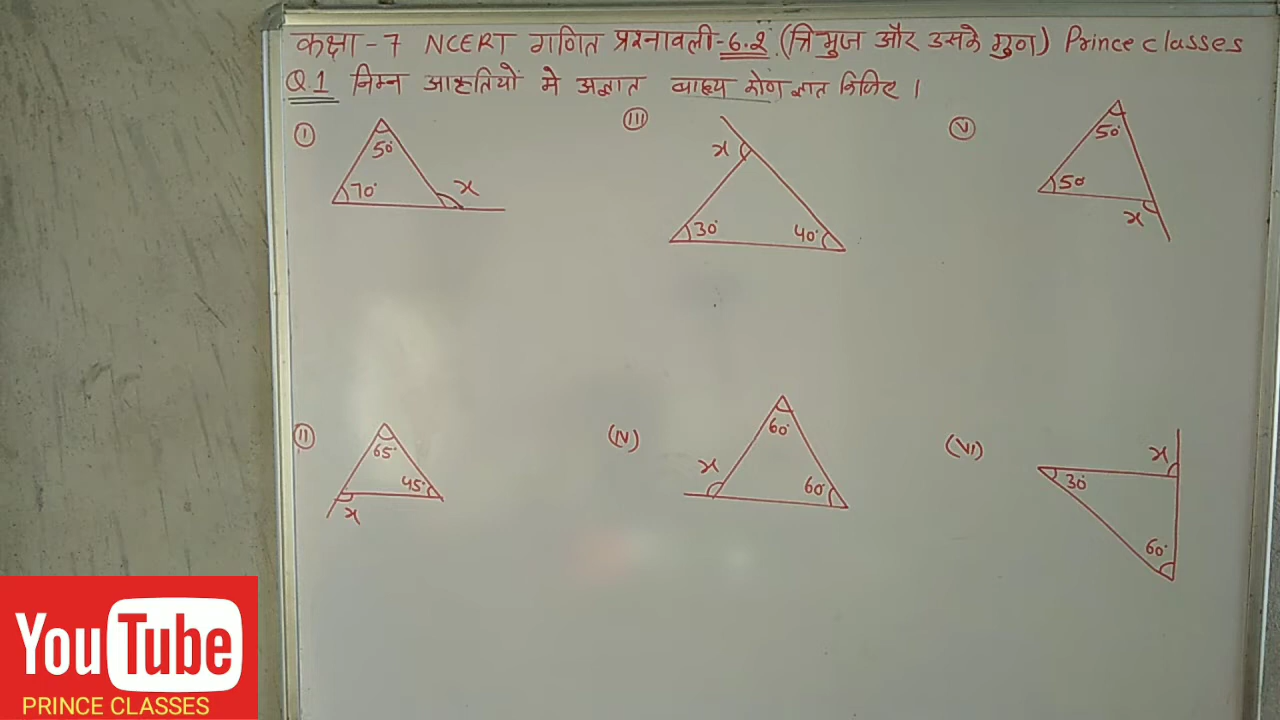 कक्षा - 7 NCERT गणित प्रश्नावली - 6.2 (त्रिभुज और उसके गुण) Prince classes
Q.1 निम्न आकृतियों मे अज्ञात बाह्य कोण ज्ञात किजिए ।
(I) 50° 70° x
(III) x 30° 40°
(V) 50° 50 x
(II) 65° 45° x
(IV) 60° x 60°
(VI) x 30° 60°
YouTube
PRINCE CLASSES